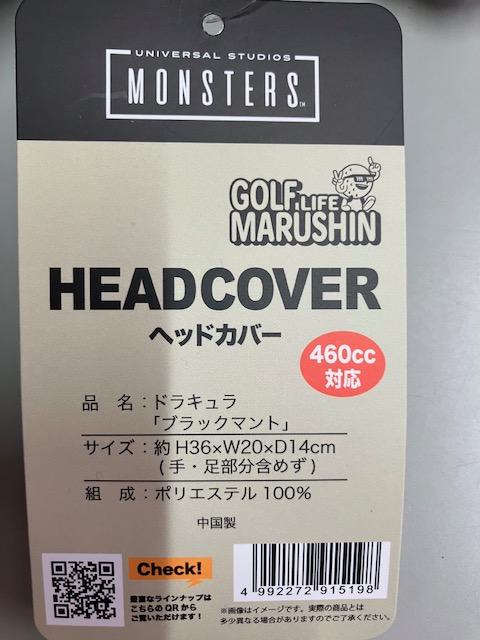 UNIVERSAL STUDIOS
MONSTERS™
GOLF LIFE
MARUSHIN
HEADCOVER
ヘッドカバー
460cc
対応
品 名：ドラキュラ
「ブラックマント」
サイズ：約H36×W20×D14cm
(手・足部分含めず)
組 成：ポリエステル100%
中国製
Check!
豊富なラインナップは
こちらのQRから
ご覧いただけます！
4 992272 915198
※画像はイメージです。実際の商品とは
多少異なる場合がありますのでご了承ください。